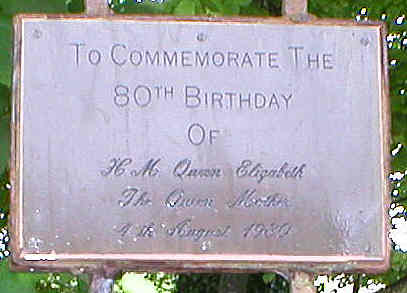 To Commemorate The
80th Birthday
Of
H.M. Queen Elizabeth
The Queen Mother
4th August 1980